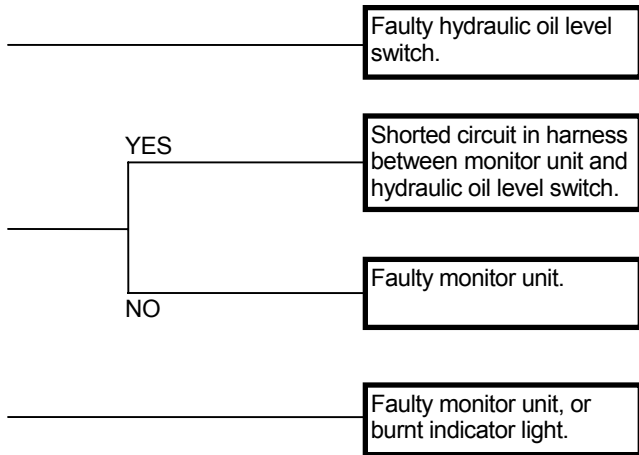 Faulty hydraulic oil level
switch.
YES
Shorted circuit in harness
between monitor unit and
hydraulic oil level switch.
Faulty monitor unit.
NO
Faulty monitor unit, or
burnt indicator light.